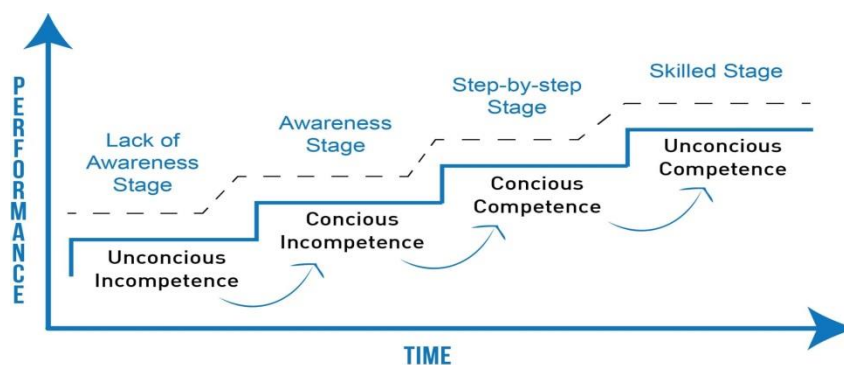 PERFORMANCE
Lack of
Awareness
Stage
Awareness
Stage
Step-by-step
Stage
Skilled Stage
Unconcious
Incompetence
Concious
Incompetence
Concious
Competence
Unconcious
Competence
TIME